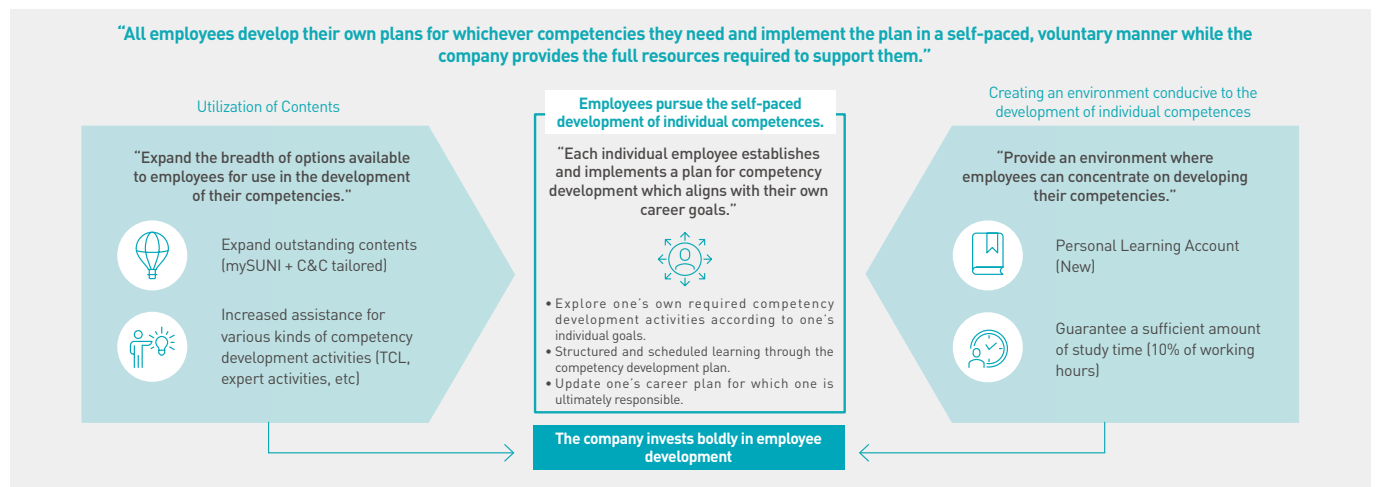 “All employees develop their own plans for whichever competencies they need and implement the plan in a self-paced, voluntary manner while the
company provides the full resources required to support them.”
Utilization of Contents
“Expand the breadth of options available
to employees for use in the development
of their competencies.”
Expand outstanding contents
(mySUNI + C&C tailored)
Increased assistance for
various kinds of competency
development activities (TCL,
expert activities, etc)
Employees pursue the self-paced
development of individual competences.
“Each individual employee establishes
and implements a plan for competency
development which aligns with their own
career goals.”
• Explore one’s own required competency
development activities according to one’s
individual goals.
• Structured and scheduled learning through the
competency development plan.
• Update one’s career plan for which one is
ultimately responsible.
Creating an environment conducive to the
development of individual competences
“Provide an environment where
employees can concentrate on developing
their competencies.”
Personal Learning Account
(New)
Guarantee a sufficient amount
of study time (10% of working
hours)
The company invests boldly in employee
development